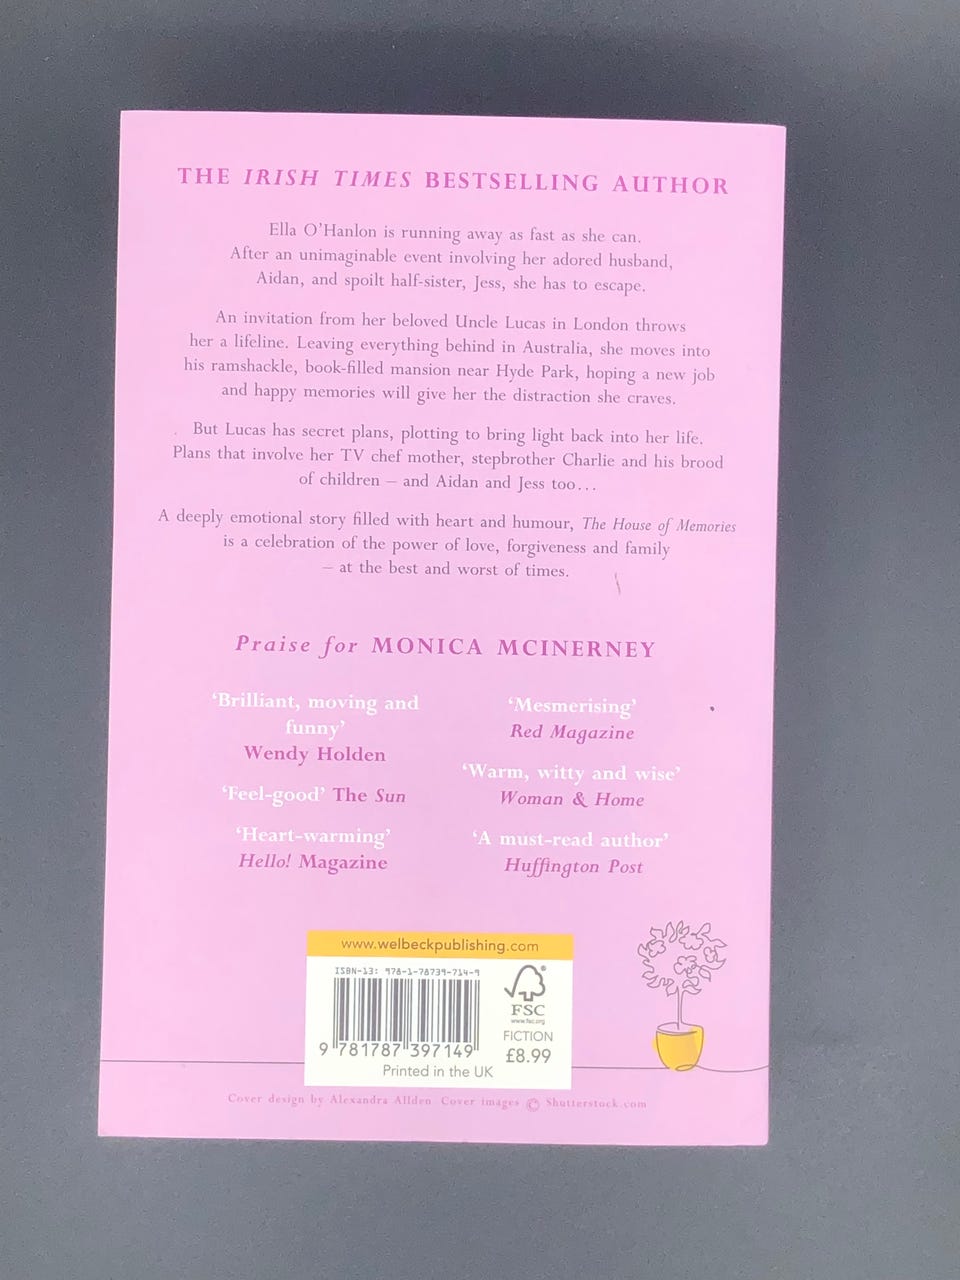 THE IRISH TIMES BESTSELLING AUTHOR
Ella O’Hanlon is running away as fast as she can.
After an unimaginable event involving her adored husband,
Aidan, and spoilt half-sister, Jess, she has to escape.
An invitation from her beloved Uncle Lucas in London throws
her a lifeline. Leaving everything behind in Australia, she moves into
his ramshackle, book-filled mansion near Hyde Park, hoping a new job
and happy memories will give her the distraction she craves.
But Lucas has secret plans, plotting to bring light back into her life.
Plans that involve her TV chef mother, stepbrother Charlie and his brood
of children – and Aidan and Jess too…
A deeply emotional story filled with heart and humour, The House of Memories
is a celebration of the power of love, forgiveness and family
– at the best and worst of times.
Praise for MONICA MCINERNEY
‘Brilliant, moving and
funny’
Wendy Holden
‘Feel-good’ The Sun
‘Heart-warming’
Hello! Magazine
‘Mesmerising’
Red Magazine
‘Warm, witty and wise’
Woman & Home
‘A must-read author’
Huffington Post
www.welbeckpublishing.com
ISBN-13: 978-1-78739-714-9
9 781787 397149
Printed in the UK
FSC
www.fsc.org
FICTION
£8.99
Cover design by Alexandra Allden. Cover images © Shutterstock.com